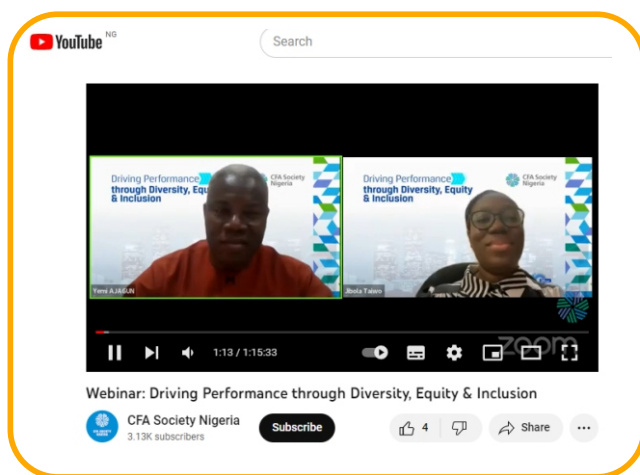 YouTube NG
Search
Driving Performance
through Diversity, Equ
& Inclusion
CFA Society
Nigeria
Yemi AJAGUN
Driving Performance
through Diversity, Equity
& Inclusion
CFA Society
Nigeria
Jibola Taiwo
1:13 / 1:15:33
zoom
Webinar: Driving Performance through Diversity, Equity & Inclusion
CFA Society Nigeria
3.13K subscribers
Subscribe
4
Share